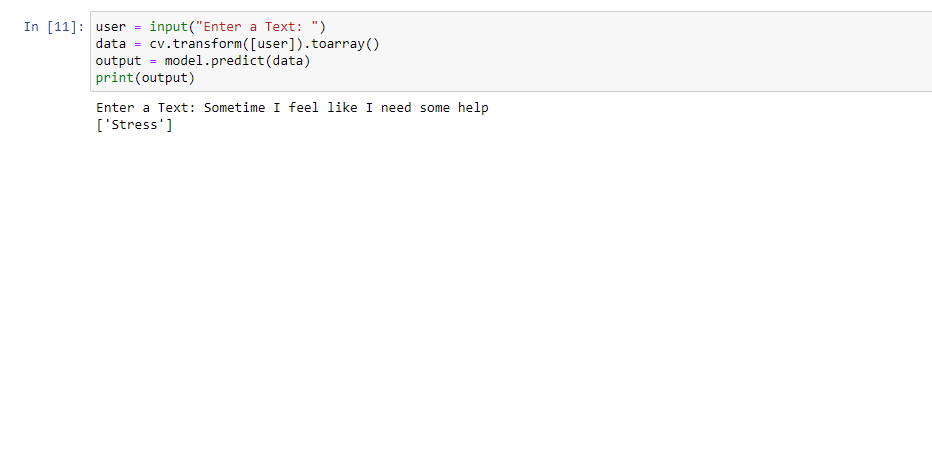 In [11]: user = input("Enter a Text: ")
data = cv.transform([user]).toarray()
output = model.predict(data)
print(output)
Enter a Text: Sometime I feel like I need some help
['Stress']